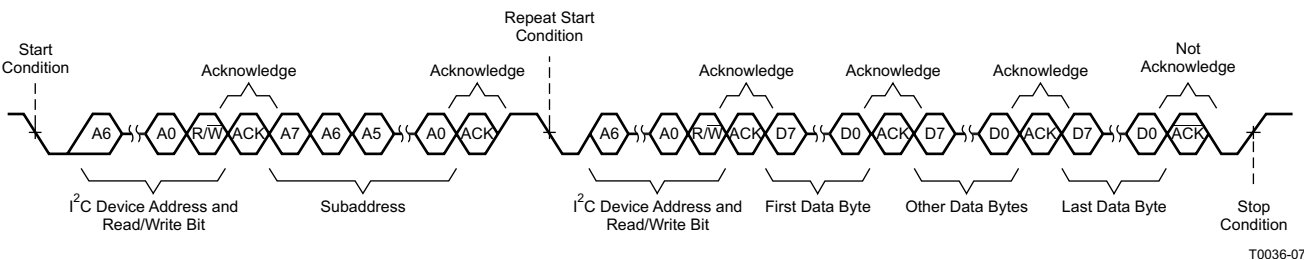 Repeat Start
Condition
Start
Condition
Not
Acknowledge
Acknowledge
Acknowledge
Acknowledge
Acknowledge
Acknowledge
A6 A0 R/W̅ ACK A7 A6 A5 A0 ACK A6 A0 R/W̅ ACK D7 D0 ACK D7 D0 ACK D7 D0 A̅C̅K̅
I²C Device Address and
Read/Write Bit
Subaddress
I²C Device Address and
Read/Write Bit
First Data Byte
Other Data Bytes
Last Data Byte
Stop
Condition
T0036-07